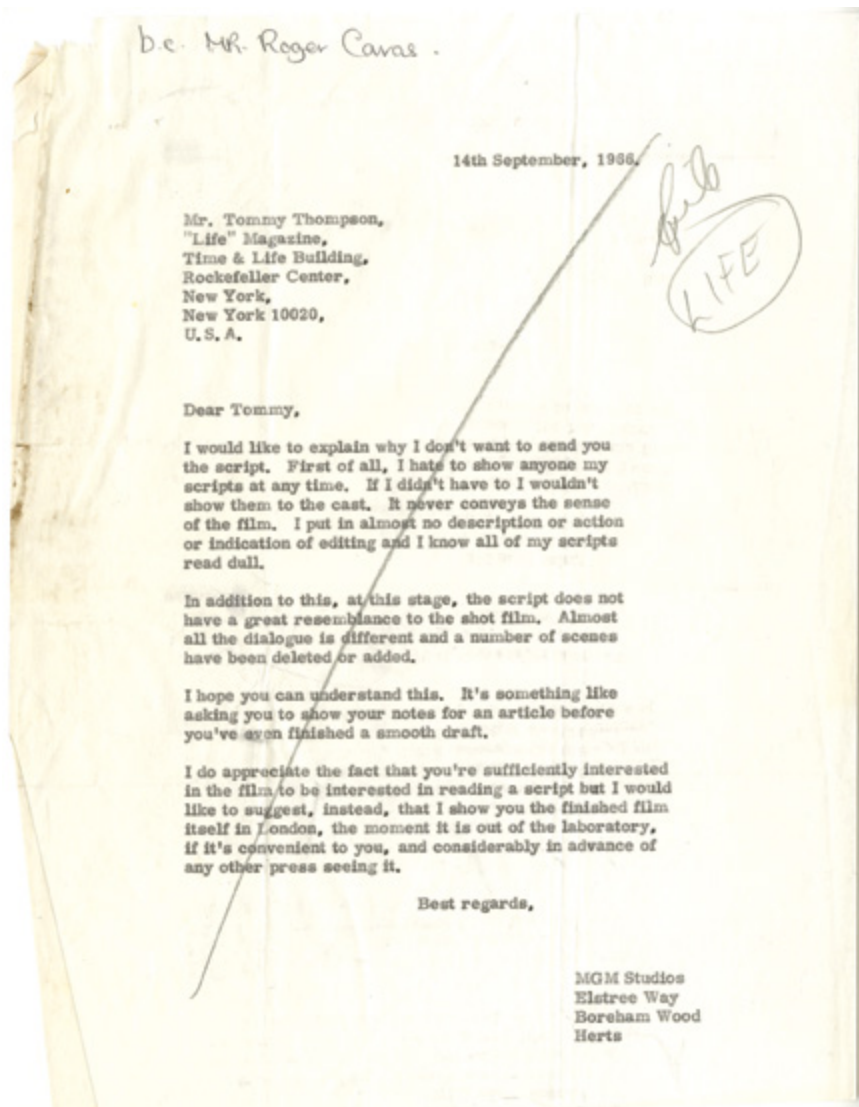 b.c. MR. Roger Caras.
14th September, 1966.
LIFE
Mr. Tommy Thompson,
"Life" Magazine,
Time & Life Building,
Rockefeller Center,
New York,
New York 10020,
U.S.A.
Dear Tommy,
I would like to explain why I don't want to send you
the script. First of all, I hate to show anyone my
scripts at any time. If I didn't have to I wouldn't
show them to the cast. It never conveys the sense
of the film. I put in almost no description or action
or indication of editing and I know all of my scripts
read dull.
In addition to this, at this stage, the script does not
have a great resemblance to the shot film. Almost
all the dialogue is different and a number of scenes
have been deleted or added.
I hope you can understand this. It's something like
asking you to show your notes for an article before
you've even finished a smooth draft.
I do appreciate the fact that you're sufficiently interested
in the film to be interested in reading a script but I would
like to suggest, instead, that I show you the finished film
itself in London, the moment it is out of the laboratory,
if it's convenient to you, and considerably in advance of
any other press seeing it.
Best regards,
MGM Studios
Elstree Way
Boreham Wood
Herts